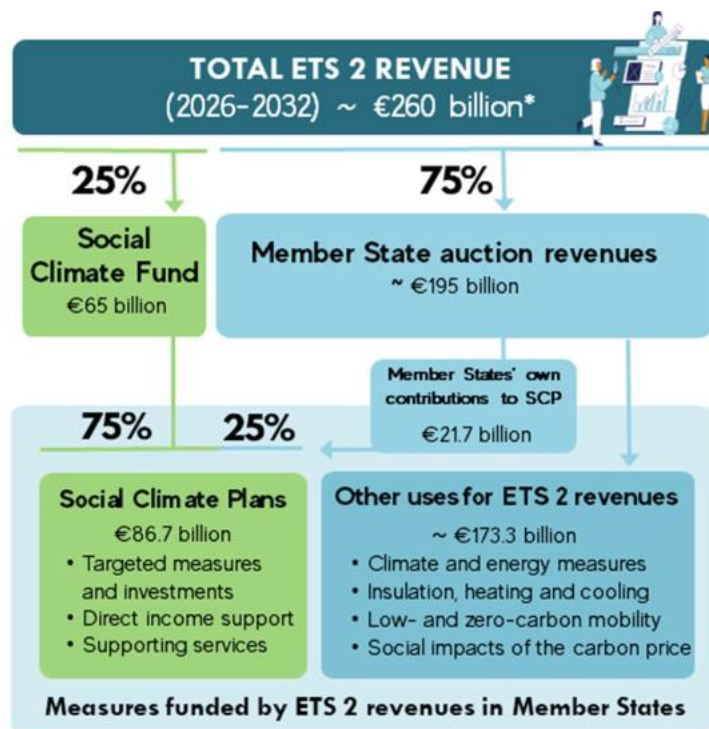 TOTAL ETS 2 REVENUE
(2026-2032) ~ €260 billion*
25%
75%
Social
Climate Fund
€65 billion
Member State auction revenues
~ €195 billion
Member States' own
contributions to SCP
€21.7 billion
75%
25%
Social Climate Plans
€86.7 billion
• Targeted measures
and investments
• Direct income support
• Supporting services
Other uses for ETS 2 revenues
~ €173.3 billion
• Climate and energy measures
• Insulation, heating and cooling
• Low- and zero-carbon mobility
• Social impacts of the carbon price
Measures funded by ETS 2 revenues in Member States